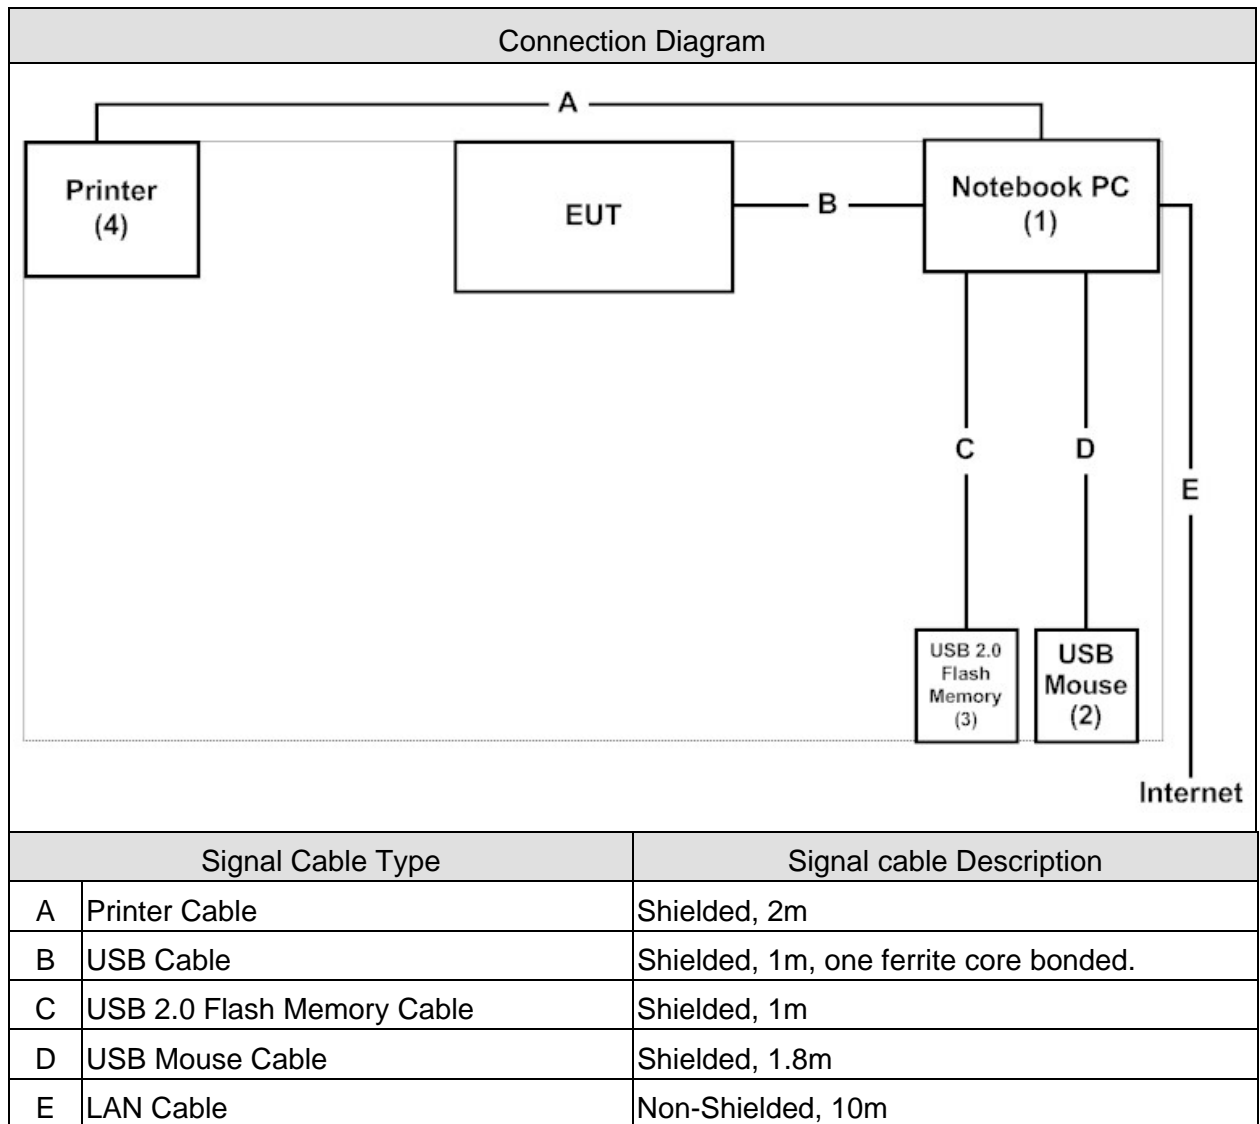 Connection Diagram
A
Printer
(4)
EUT
B
Notebook PC
(1)
C
D
E
USB 2.0
Flash
Memory
(3)
USB
Mouse
(2)
Internet
Signal Cable Type Signal cable Description
A Printer Cable Shielded, 2m
B USB Cable Shielded, 1m, one ferrite core bonded.
C USB 2.0 Flash Memory Cable Shielded, 1m
D USB Mouse Cable Shielded, 1.8m
E LAN Cable Non-Shielded, 10m